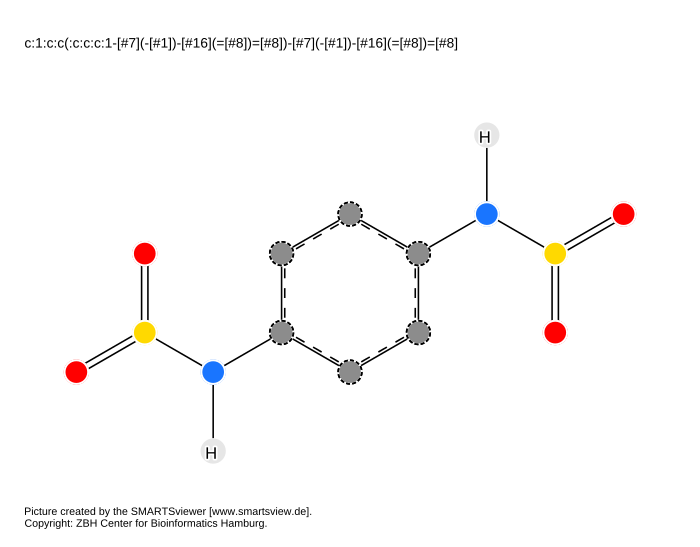 c:1:c:c(:c:c:c:1-[#7](-[#1])-[#16](=[#8])=[#8])-[#7](-[#1])-[#16](=[#8])=[#8]
H
H
Picture created by the SMARTSviewer [www.smartsview.de].
Copyright: ZBH Center for Bioinformatics Hamburg.